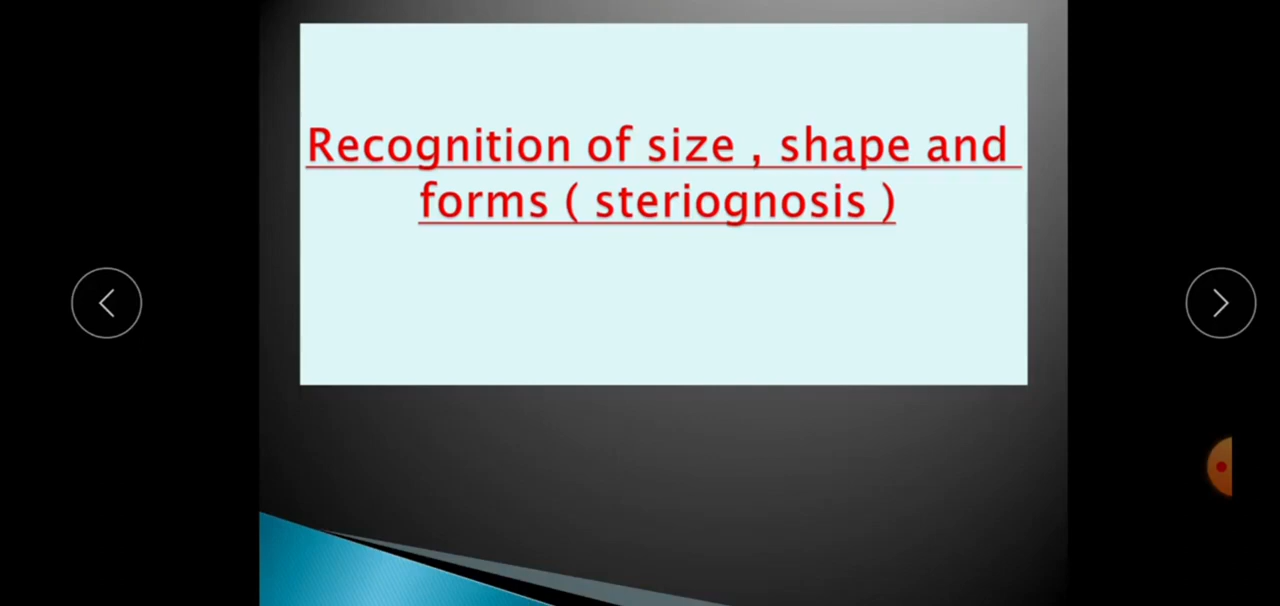 Recognition of size , shape and
forms ( steriognosis )